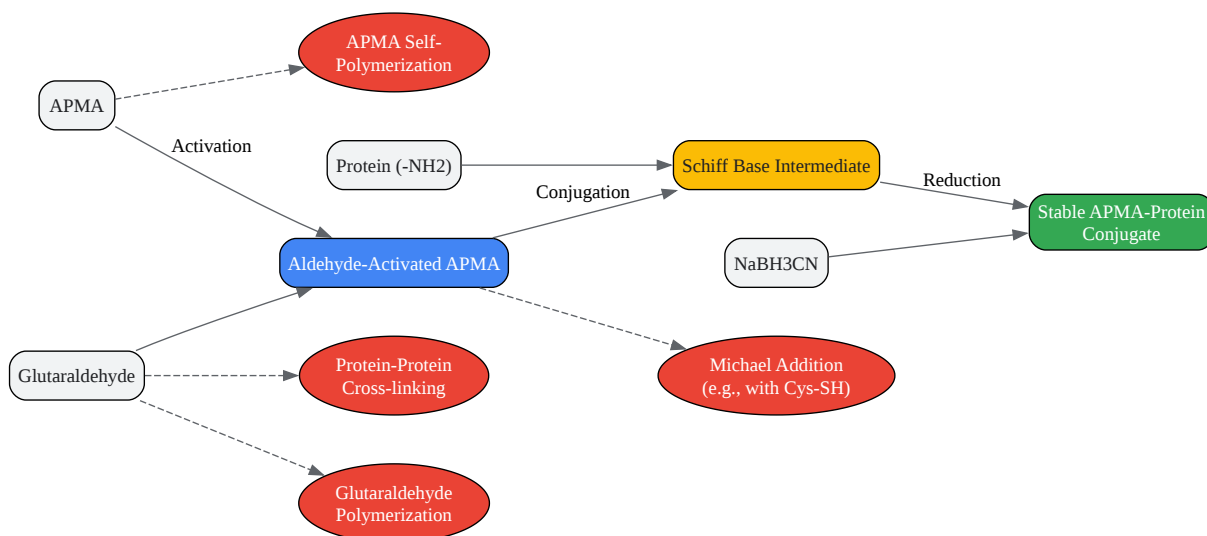 APMA Self-
Polymerization
APMA
Activation
Protein (-NH2)
Schiff Base Intermediate
Conjugation
Reduction
Stable APMA-Protein
Conjugate
Aldehyde-Activated APMA
NaBH3CN
Glutaraldehyde
Protein-Protein
Cross-linking
Michael Addition
(e.g., with Cys-SH)
Glutaraldehyde
Polymerization